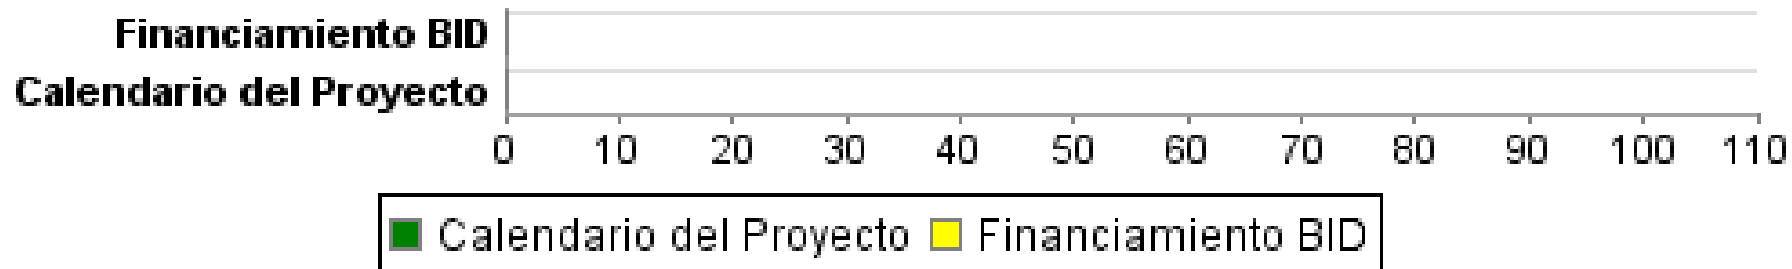 Financiamiento BID
Calendario del Proyecto
0 10 20 30 40 50 60 70 80 90 100 110
Calendario del Proyecto Financiamiento BID